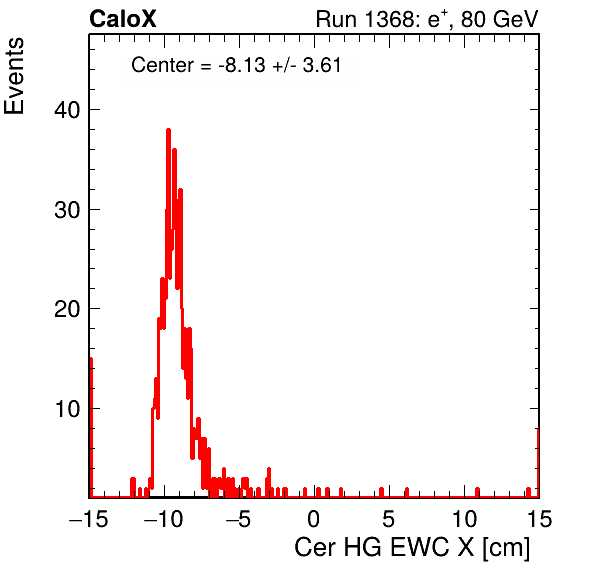 CaloX Run 1368: e⁺, 80 GeV
Center = -8.13 +/- 3.61
Events
40
30
20
10
−15 −10 −5 0 5 10 15
Cer HG EWC X [cm]